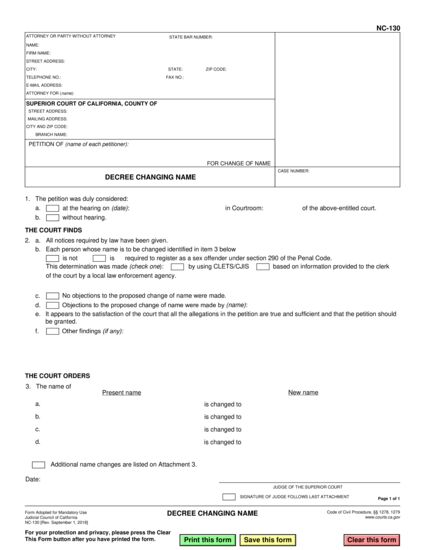 NC-130
ATTORNEY OR PARTY WITHOUT ATTORNEY STATE BAR NUMBER:
NAME:
FIRM NAME:
STREET ADDRESS:
CITY: STATE: ZIP CODE:
TELEPHONE NO.: FAX NO.:
E-MAIL ADDRESS:
ATTORNEY FOR (name):
SUPERIOR COURT OF CALIFORNIA, COUNTY OF
STREET ADDRESS:
MAILING ADDRESS:
CITY AND ZIP CODE:
BRANCH NAME:
PETITION OF (name of each petitioner):
FOR CHANGE OF NAME
DECREE CHANGING NAME
CASE NUMBER:
1. The petition was duly considered:
a. at the hearing on (date): in Courtroom: of the above-entitled court.
b. without hearing.
THE COURT FINDS
2. a. All notices required by law have been given.
b. Each person whose name is to be changed identified in item 3 below
is not is required to register as a sex offender under section 290 of the Penal Code.
This determination was made (check one): by using CLETS/CJIS based on information provided to the clerk
of the court by a local law enforcement agency.
c. No objections to the proposed change of name were made.
d. Objections to the proposed change of name were made by (name):
e. It appears to the satisfaction of the court that all the allegations in the petition are true and sufficient and that the petition should
be granted.
f. Other findings (if any):
THE COURT ORDERS
3. The name of
Present name New name
a. is changed to
b. is changed to
c. is changed to
d. is changed to
Additional name changes are listed on Attachment 3.
Date:
JUDGE OF THE SUPERIOR COURT
SIGNATURE OF JUDGE FOLLOWS LAST ATTACHMENT
Page 1 of 1
Form Adopted for Mandatory Use
Judicial Council of California
NC-130 [Rev. September 1, 2018]
DECREE CHANGING NAME
Code of Civil Procedure, §§ 1278, 1279
www.courts.ca.gov
For your protection and privacy, please press the Clear
This Form button after you have printed the form.
Print this form Save this form Clear this form